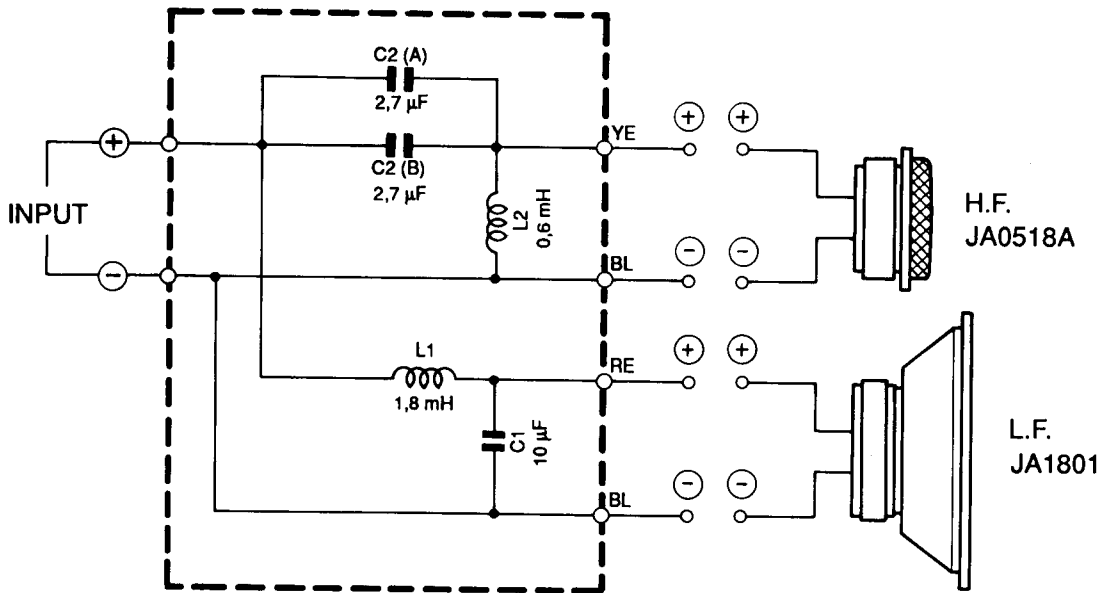 C2 (A)
2,7 µF
C2 (B)
2,7 µF
L2
0,6 mH
INPUT
+
−
YE
+
+
BL
−
−
H.F.
JA0518A
L1
1,8 mH
C1
10 µF
RE
+
+
BL
−
−
L.F.
JA1801